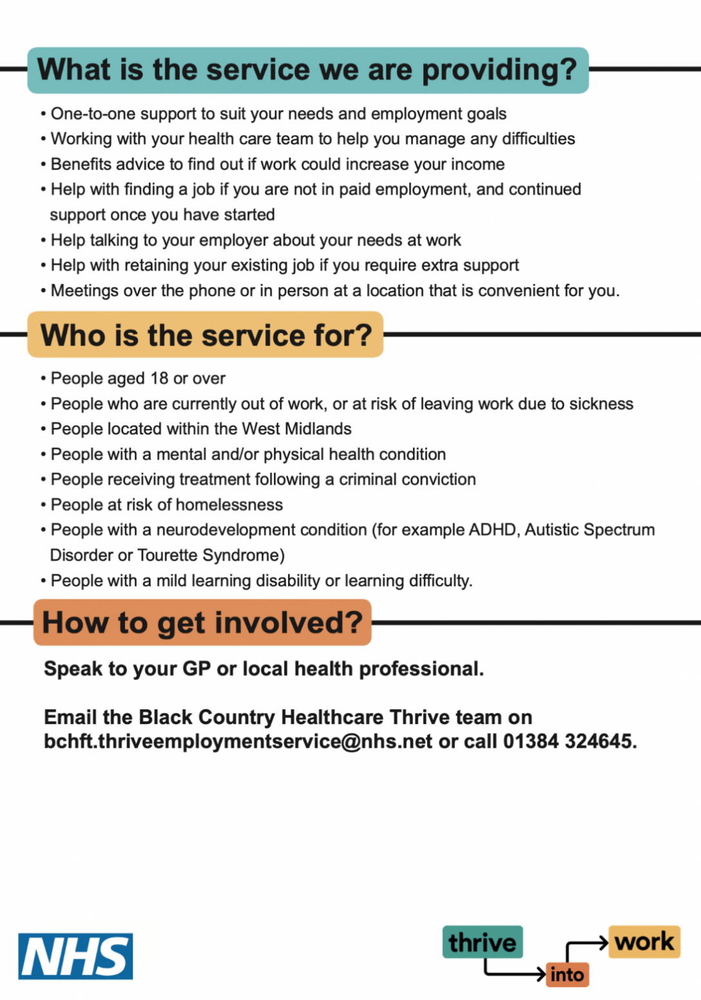 What is the service we are providing?
• One-to-one support to suit your needs and employment goals
• Working with your health care team to help you manage any difficulties
• Benefits advice to find out if work could increase your income
• Help with finding a job if you are not in paid employment, and continued
support once you have started
• Help talking to your employer about your needs at work
• Help with retaining your existing job if you require extra support
• Meetings over the phone or in person at a location that is convenient for you.
Who is the service for?
• People aged 18 or over
• People who are currently out of work, or at risk of leaving work due to sickness
• People located within the West Midlands
• People with a mental and/or physical health condition
• People receiving treatment following a criminal conviction
• People at risk of homelessness
• People with a neurodevelopment condition (for example ADHD, Autistic Spectrum
Disorder or Tourette Syndrome)
• People with a mild learning disability or learning difficulty.
How to get involved?
Speak to your GP or local health professional.
Email the Black Country Healthcare Thrive team on
bchft.thriveemploymentservice@nhs.net or call 01384 324645.
NHS
thrive
into
work